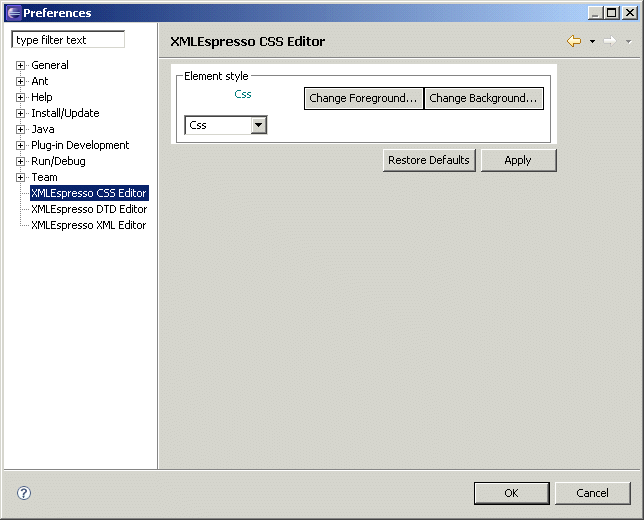 Preferences
type filter text
General
Ant
Help
Install/Update
Java
Plug-in Development
Run/Debug
Team
XMLEspresso CSS Editor
XMLEspresso DTD Editor
XMLEspresso XML Editor
XMLEspresso CSS Editor
Element style
Css
Change Foreground... Change Background...
Css
Restore Defaults Apply
? OK Cancel